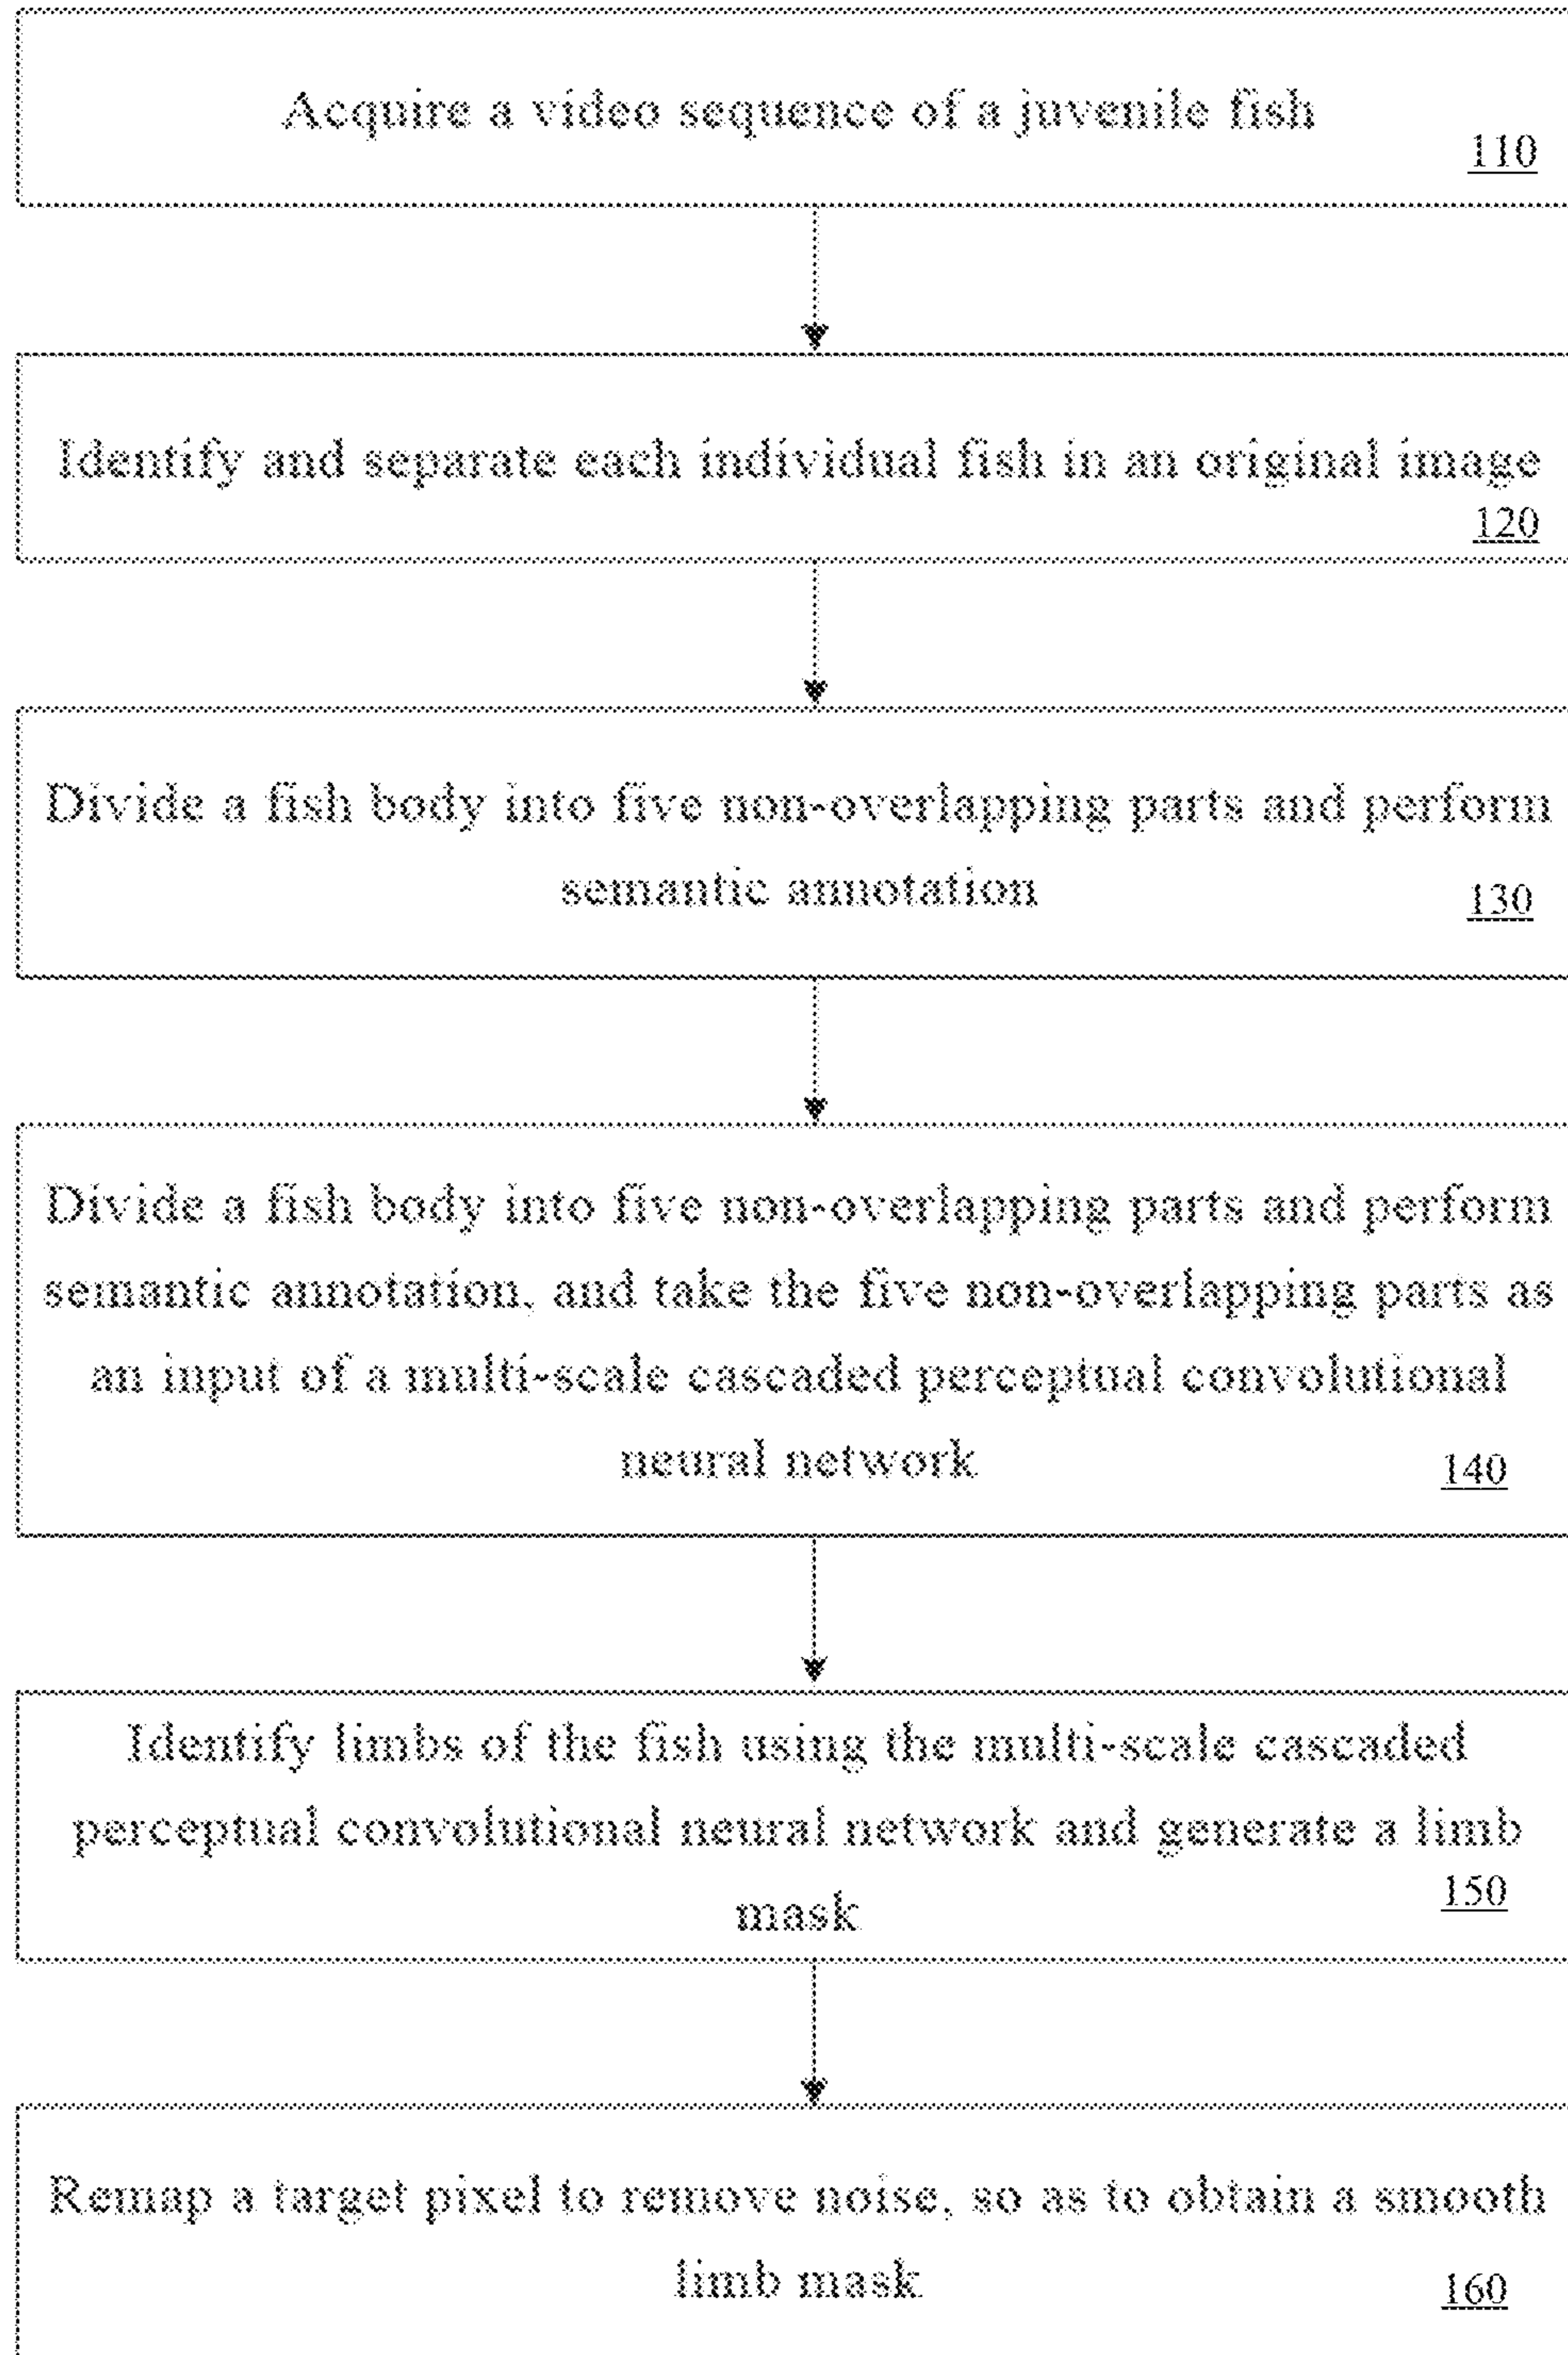 Acquire a video sequence of a juvenile fish
110
Identify and separate each individual fish in an original image
120
Divide a fish body into five non-overlapping parts and perform
semantic annotation
130
Divide a fish body into five non-overlapping parts and perform
semantic annotation, and take the five non-overlapping parts as
an input of a multi-scale cascaded perceptual convolutional
neural network
140
Identify limbs of the fish using the multi-scale cascaded
perceptual convolutional neural network and generate a limb
mask
150
Remap a target pixel to remove noise, so as to obtain a smooth
limb mask
160